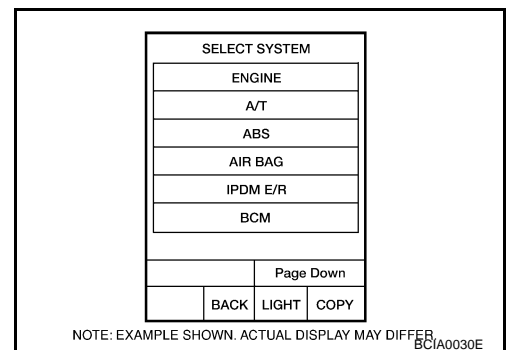 SELECT SYSTEM
ENGINE
A/T
ABS
AIR BAG
IPDM E/R
BCM
Page Down
BACK LIGHT COPY
NOTE: EXAMPLE SHOWN. ACTUAL DISPLAY MAY DIFFER
BCIA0030E